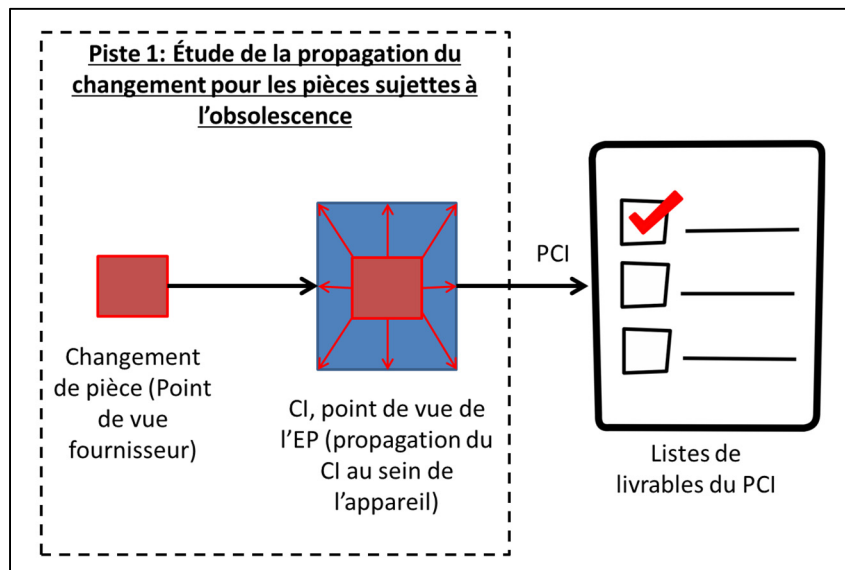 Piste 1: Étude de la propagation du
changement pour les pièces sujettes à
l'obsolescence
PCI
Changement
de pièce (Point
de vue
fournisseur)
CI, point de vue de
l'EP (propagation du
CI au sein de
l'appareil)
Listes de
livrables du PCI